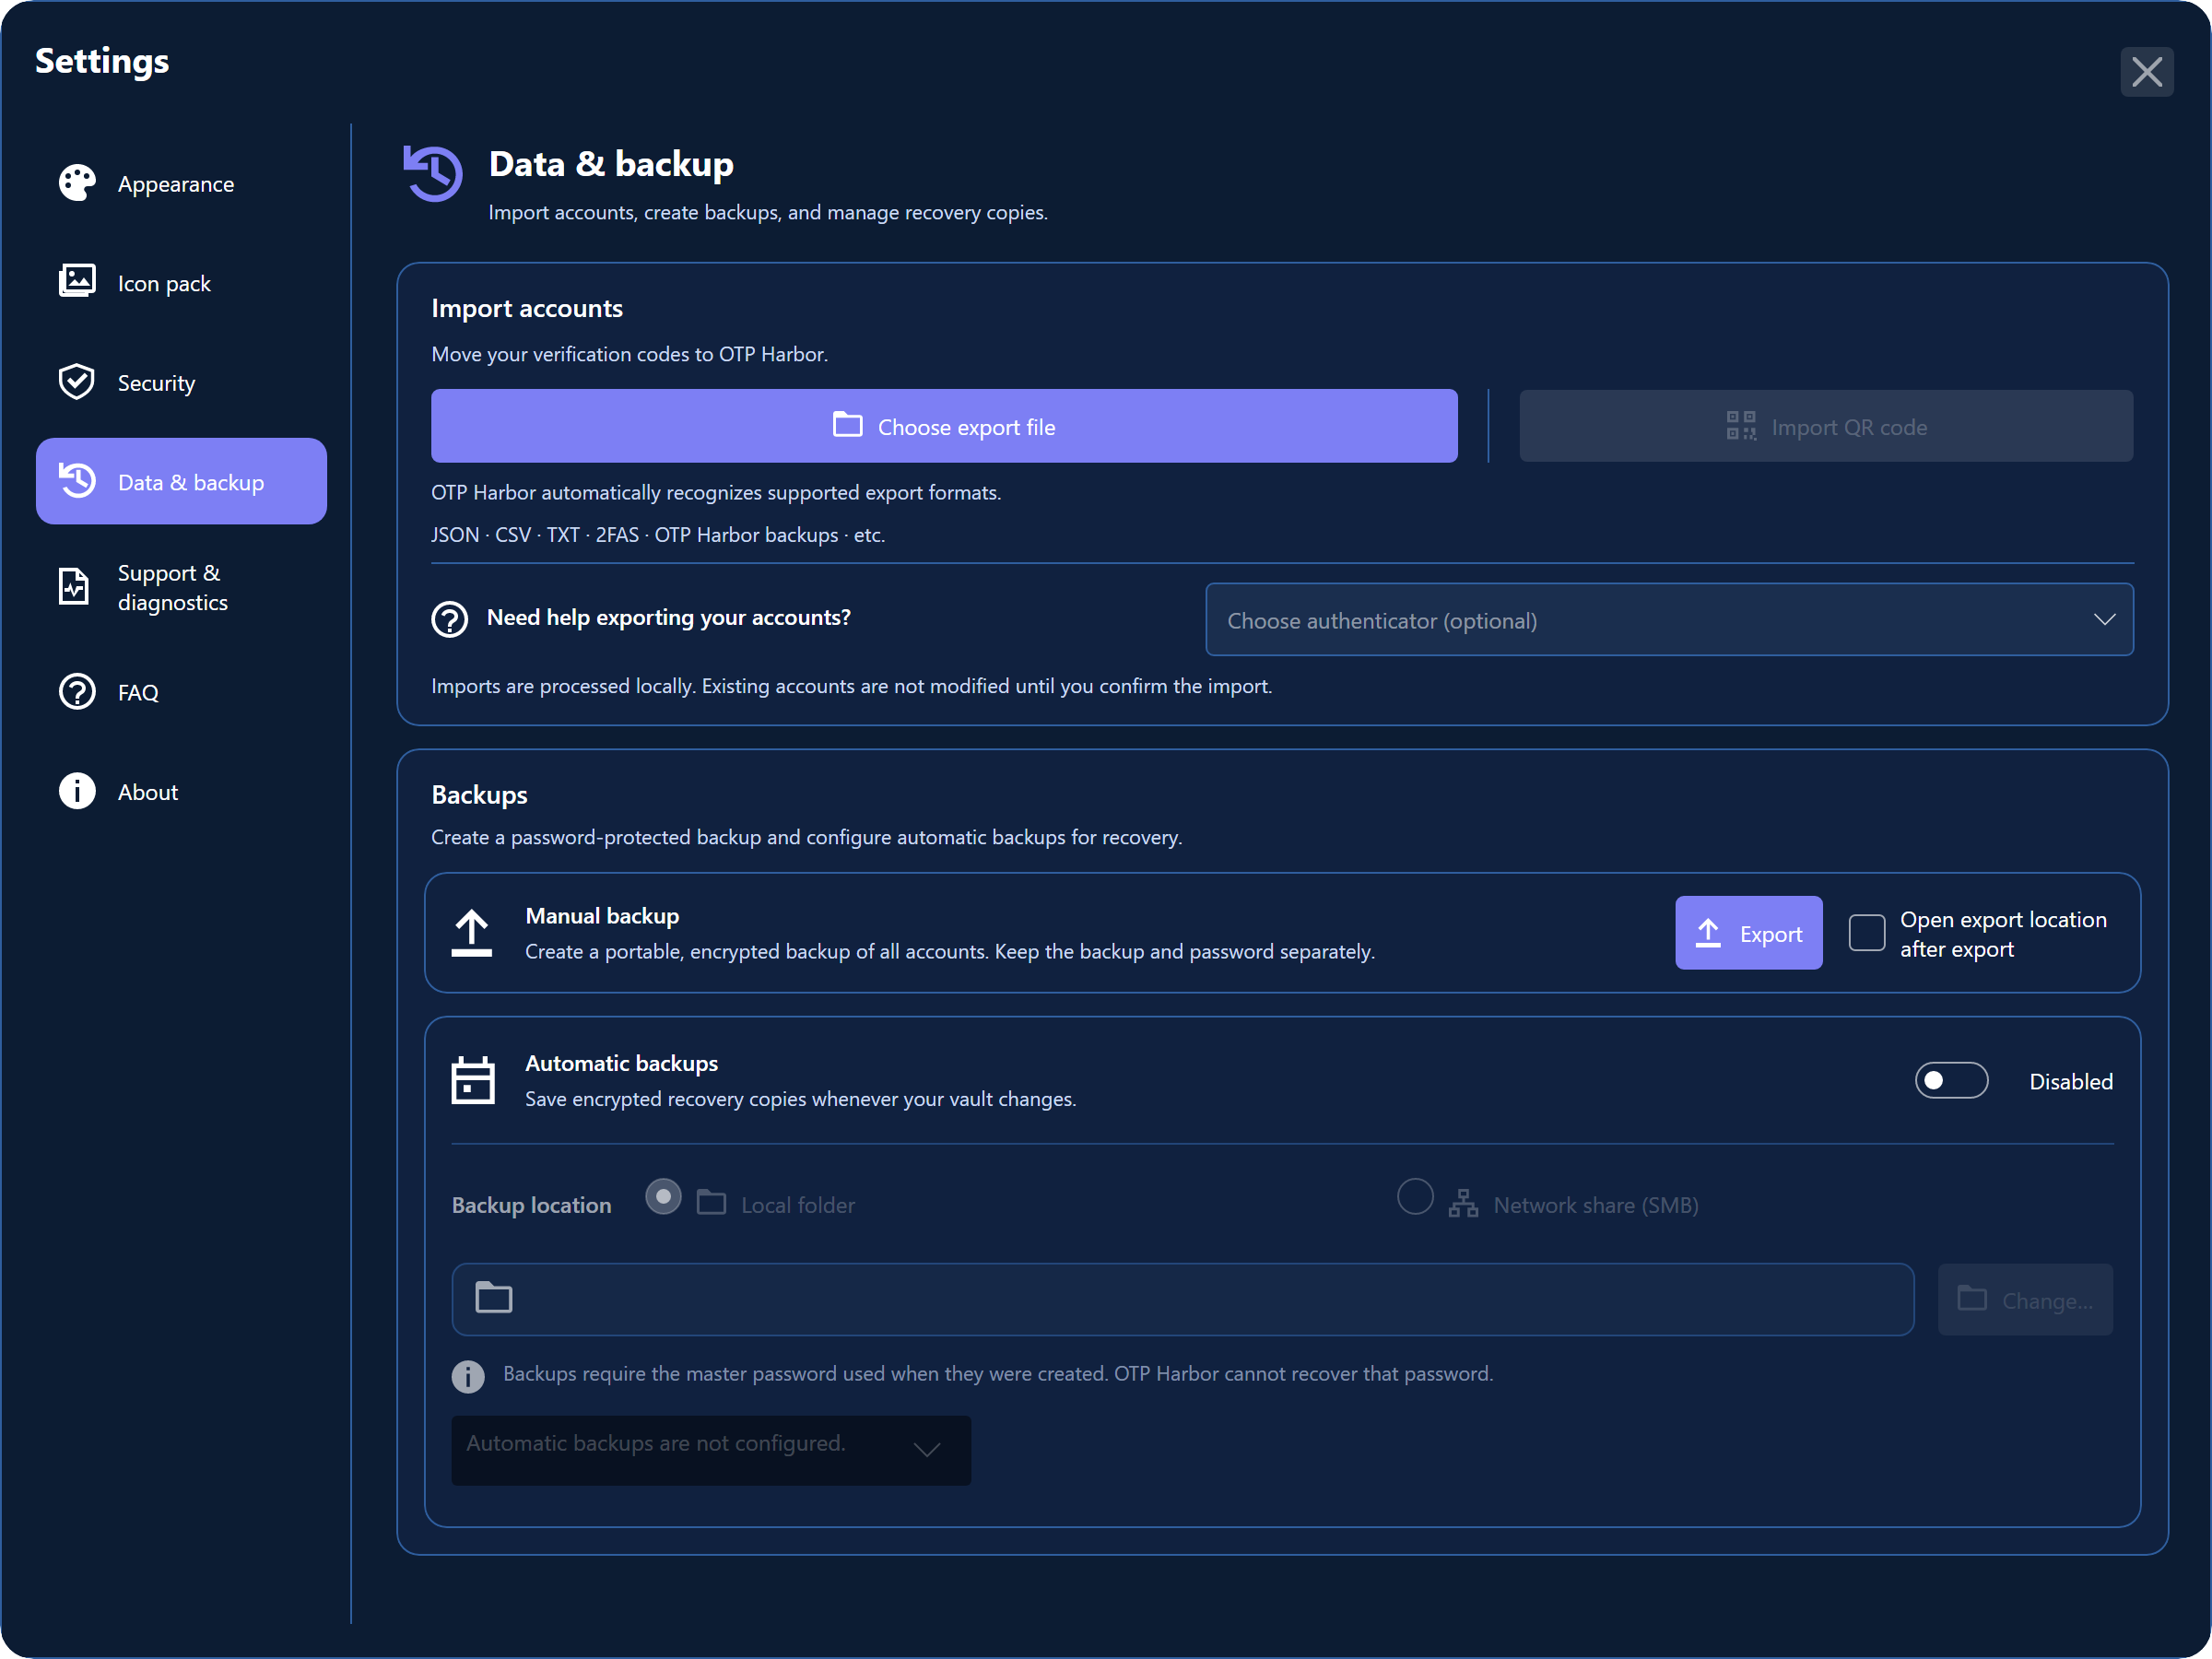 Settings
Appearance
Icon pack
Security
Data & backup
Support &
diagnostics
FAQ
About
Data & backup
Import accounts, create backups, and manage recovery copies.
Import accounts
Move your verification codes to OTP Harbor.
Choose export file
Import QR code
OTP Harbor automatically recognizes supported export formats.
JSON · CSV · TXT · 2FAS · OTP Harbor backups · etc.
Need help exporting your accounts?
Choose authenticator (optional)
Imports are processed locally. Existing accounts are not modified until you confirm the import.
Backups
Create a password-protected backup and configure automatic backups for recovery.
Manual backup
Create a portable, encrypted backup of all accounts. Keep the backup and password separately.
Export
Open export location
after export
Automatic backups
Save encrypted recovery copies whenever your vault changes.
Disabled
Backup location
Local folder
Network share (SMB)
Change...
Backups require the master password used when they were created. OTP Harbor cannot recover that password.
Automatic backups are not configured.